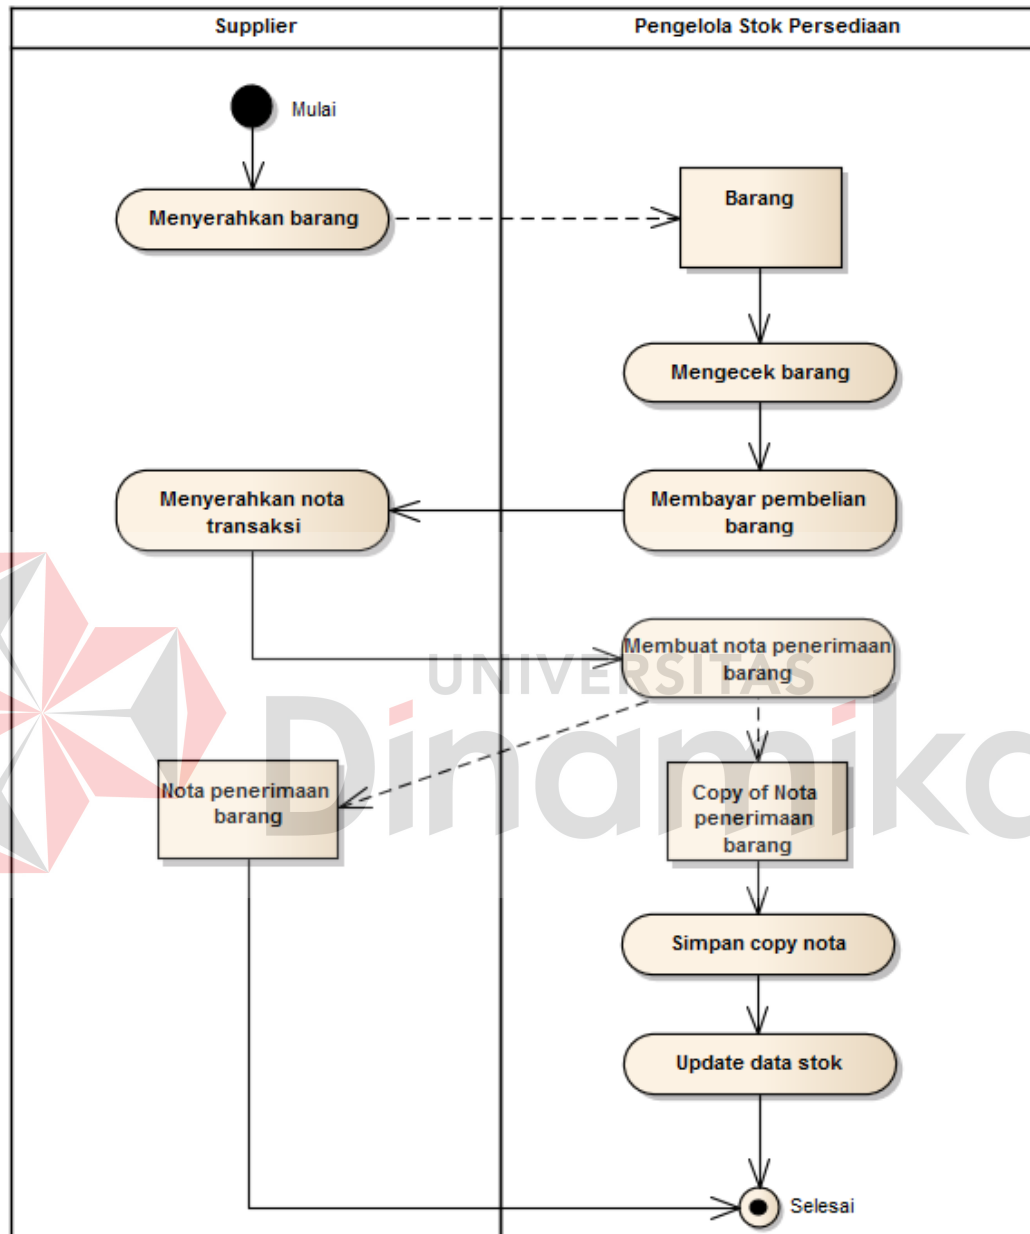 Supplier
Pengelola Stok Persediaan
Mulai
Menyerahkan barang
Barang
Mengecek barang
Menyerahkan nota
transaksi
Membayar pembelian
barang
Membuat nota penerimaan
barang
UNIVERSITAS
Dinamika
Nota penerimaan
barang
Copy of Nota
penerimaan
barang
Simpan copy nota
Update data stok
Selesai